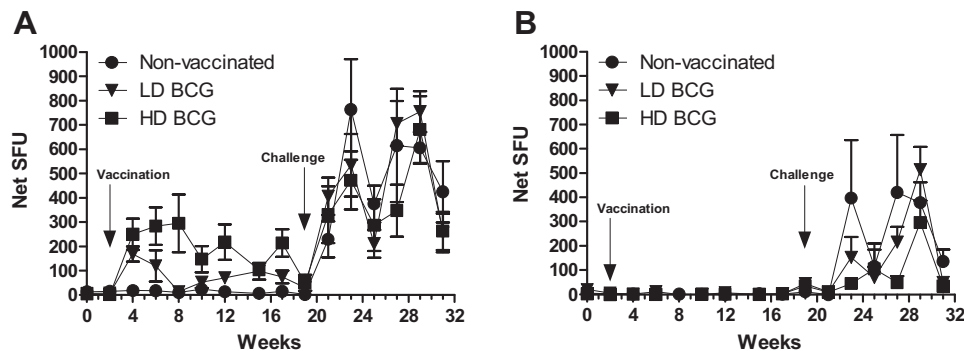 A
Net SFU
1000
900
800
700
600
500
400
300
200
100
0
Non-vaccinated
LD BCG
HD BCG
Vaccination
Challenge
0 4 8 12 16 20 24 28 32
Weeks
B
Net SFU
1000
900
800
700
600
500
400
300
200
100
0
Non-vaccinated
LD BCG
HD BCG
Vaccination
Challenge
0 4 8 12 16 20 24 28 32
Weeks